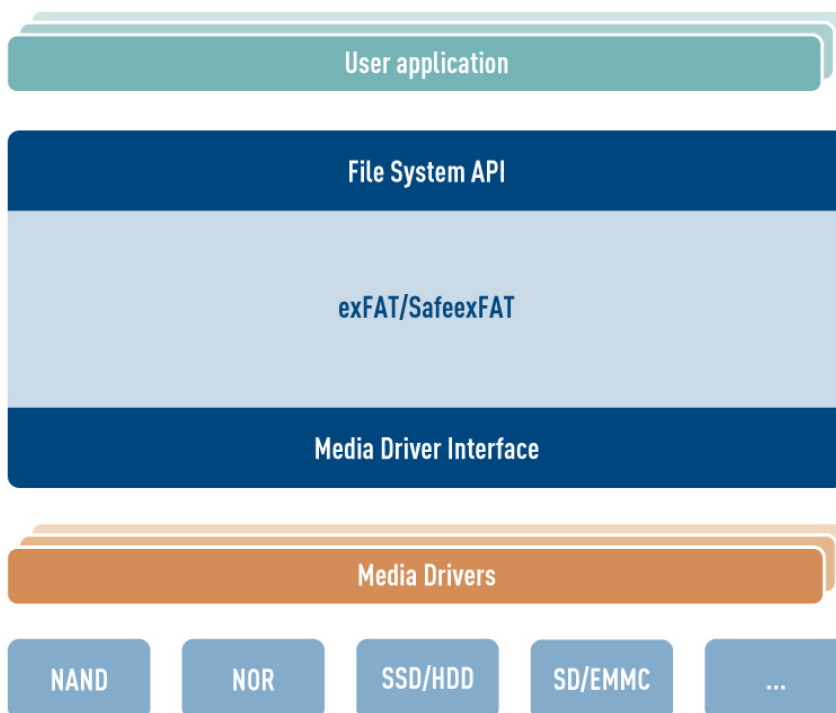 User application
File System API
exFAT/SafeexFAT
Media Driver Interface
Media Drivers
NAND
NOR
SSD/HDD
SD/EMMC
...